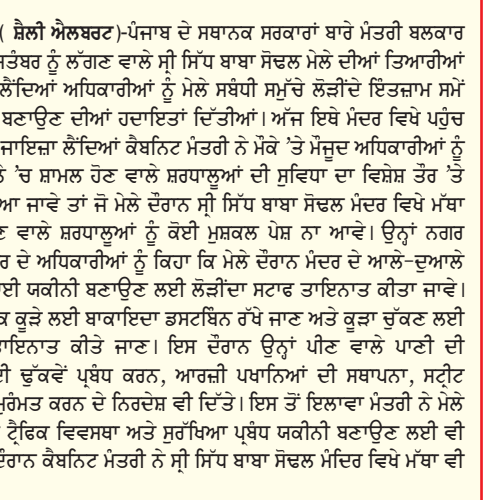 ( ਸ਼ੈਲੀ ਐਲਬਰਟ)-ਪੰਜਾਬ ਦੇ ਸਥਾਨਕ ਸਰਕਾਰਾਂ ਬਾਰੇ ਮੰਤਰੀ ਬਲਕਾਰ
ਨੂੰ ਲੱਗਣ ਵਾਲੇ ਸ੍ਰੀ ਸਿੱਧ ਬਾਬਾ ਸੋਢਲ ਮੇਲੇ ਦੀਆਂ ਤਿਆਰੀਆਂ
ਲੈਂਦਿਆਂ ਅਧਿਕਾਰੀਆਂ ਨੂੰ ਮੇਲੇ ਸਬੰਧੀ ਸਮੁੱਚੇ ਲੋੜੀਂਦੇ ਇੰਤਜ਼ਾਮ ਸਮੇਂ
ਬਣਾਉਣ ਦੀਆਂ ਹਦਾਇਤਾਂ ਦਿੱਤੀਆਂ। ਅੱਜ ਇਥੇ ਮੰਦਰ ਵਿਖੇ ਪਹੁੰਚ
ਜਾਇਜ਼ਾ ਲੈਂਦਿਆਂ ਕੈਬਨਿਟ ਮੰਤਰੀ ਨੇ ਮੌਕੇ ’ਤੇ ਮੌਜੂਦ ਅਧਿਕਾਰੀਆਂ ਨੂੰ
’ਚ ਸ਼ਾਮਲ ਹੋਣ ਵਾਲੇ ਸ਼ਰਧਾਲੂਆਂ ਦੀ ਸੁਵਿਧਾ ਦਾ ਵਿਸ਼ੇਸ਼ ਤੌਰ ’ਤੇ
ਜਾਵੇ ਤਾਂ ਜੋ ਮੇਲੇ ਦੌਰਾਨ ਸ੍ਰੀ ਸਿੱਧ ਬਾਬਾ ਸੋਢਲ ਮੰਦਰ ਵਿਖੇ ਮੱਥਾ
ਵਾਲੇ ਸ਼ਰਧਾਲੂਆਂ ਨੂੰ ਕੋਈ ਮੁਸ਼ਕਲ ਪੇਸ਼ ਨਾ ਆਵੇ। ਉਨ੍ਹਾਂ ਨਗਰ
ਦੇ ਅਧਿਕਾਰੀਆਂ ਨੂੰ ਕਿਹਾ ਕਿ ਮੇਲੇ ਦੌਰਾਨ ਮੰਦਰ ਦੇ ਆਲੇ-ਦੁਆਲੇ
ਯਕੀਨੀ ਬਣਾਉਣ ਲਈ ਲੋੜੀਂਦਾ ਸਟਾਫ ਤਾਇਨਾਤ ਕੀਤਾ ਜਾਵੇ।
ਕੂੜੇ ਲਈ ਬਾਕਾਇਦਾ ਡਸਟਬਿੰਨ ਰੱਖੇ ਜਾਣ ਅਤੇ ਕੂੜਾ ਚੁੱਕਣ ਲਈ
ਕੀਤੇ ਜਾਣ। ਇਸ ਦੌਰਾਨ ਉਨ੍ਹਾਂ ਪੀਣ ਵਾਲੇ ਪਾਣੀ ਦੀ
ਢੁੱਕਵੇਂ ਪ੍ਰਬੰਧ ਕਰਨ, ਆਰਜ਼ੀ ਪਖਾਨਿਆਂ ਦੀ ਸਥਾਪਨਾ, ਸਟ੍ਰੀਟ
ਕਰਨ ਦੇ ਨਿਰਦੇਸ਼ ਵੀ ਦਿੱਤੇ। ਇਸ ਤੋਂ ਇਲਾਵਾ ਮੰਤਰੀ ਨੇ ਮੇਲੇ
ਟ੍ਰੈਫਿਕ ਵਿਵਸਥਾ ਅਤੇ ਸੁਰੱਖਿਆ ਪ੍ਰਬੰਧ ਯਕੀਨੀ ਬਣਾਉਣ ਲਈ ਵੀ
ਕੈਬਨਿਟ ਮੰਤਰੀ ਨੇ ਸ੍ਰੀ ਸਿੱਧ ਬਾਬਾ ਸੋਢਲ ਮੰਦਿਰ ਵਿਖੇ ਮੱਥਾ ਵੀ